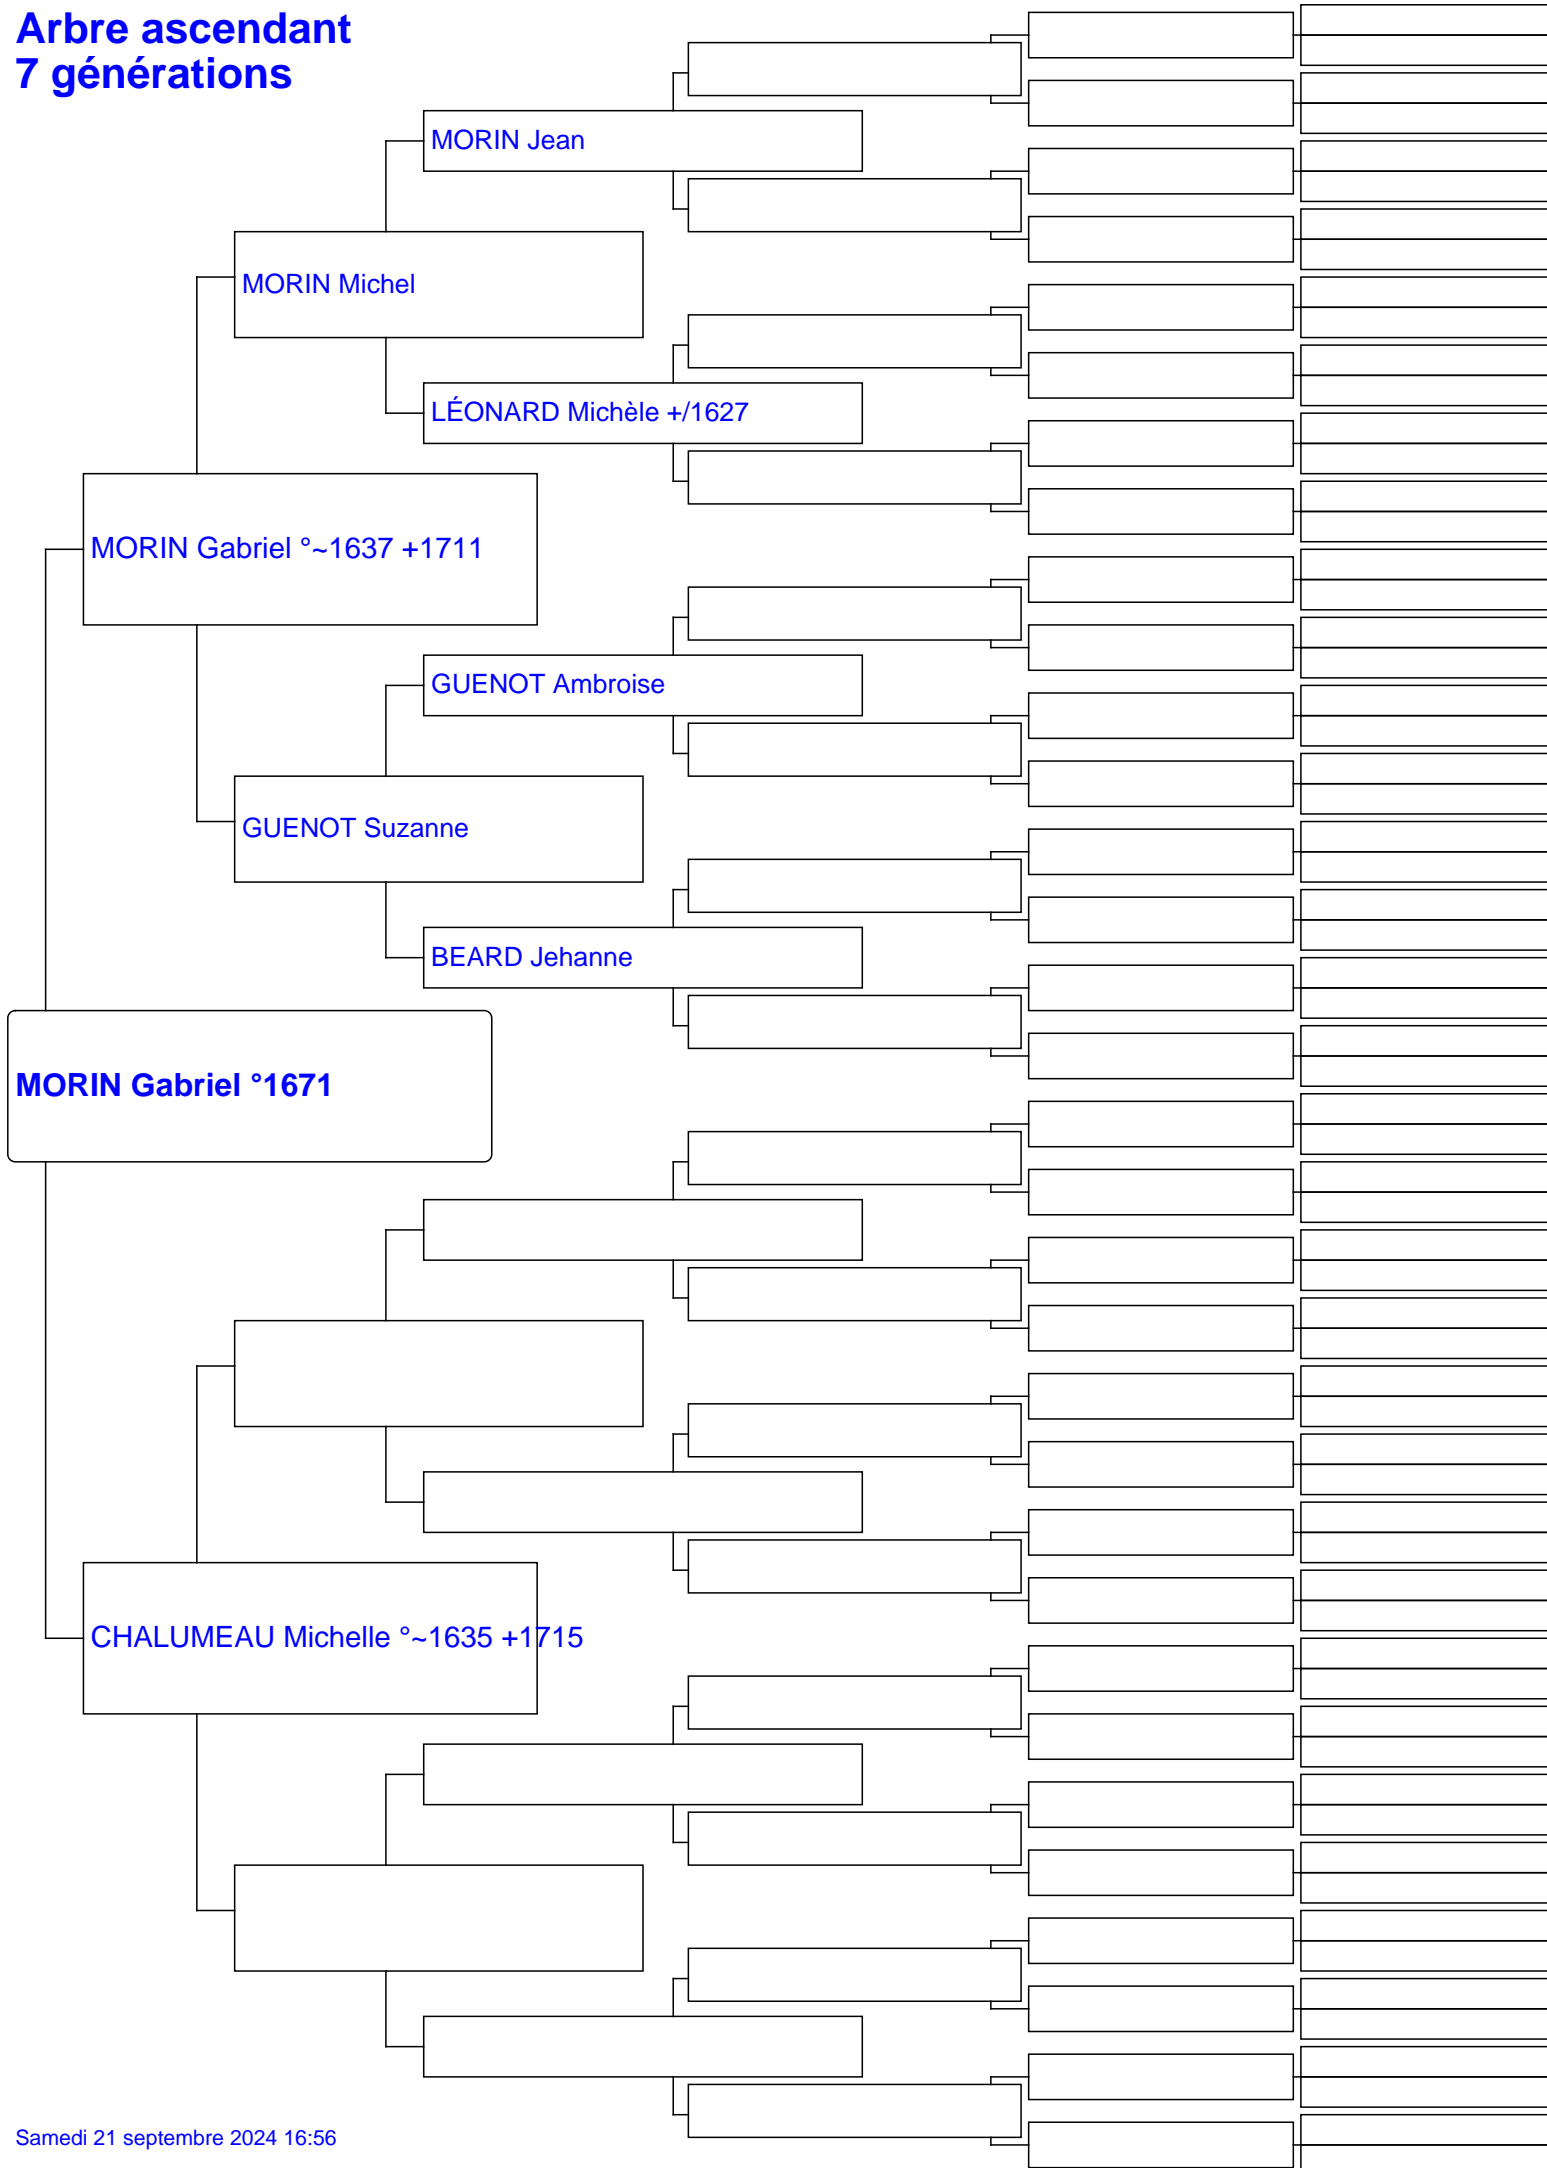 Arbre ascendant
7 générations
MORIN Jean
MORIN Michel
LÉONARD Michèle +/1627
MORIN Gabriel °~1637 +1711
GUENOT Ambroise
GUENOT Suzanne
BEARD Jehanne
MORIN Gabriel °1671
CHALUMEAU Michelle °~1635 +1715
Samedi 21 septembre 2024 16:56